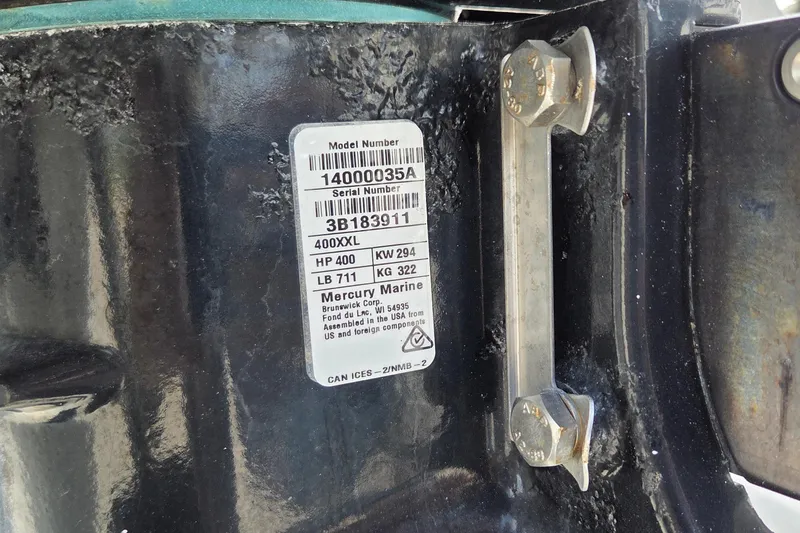 Model Number
14000035A
Serial Number
3B183911
400XXL
HP 400 KW 294
LB 711 KG 322
Mercury Marine
Brunswick Corp.
Fond du Lac, WI 54935
Assembled in the USA from
US and foreign components
CAN ICES-2/NMB-2